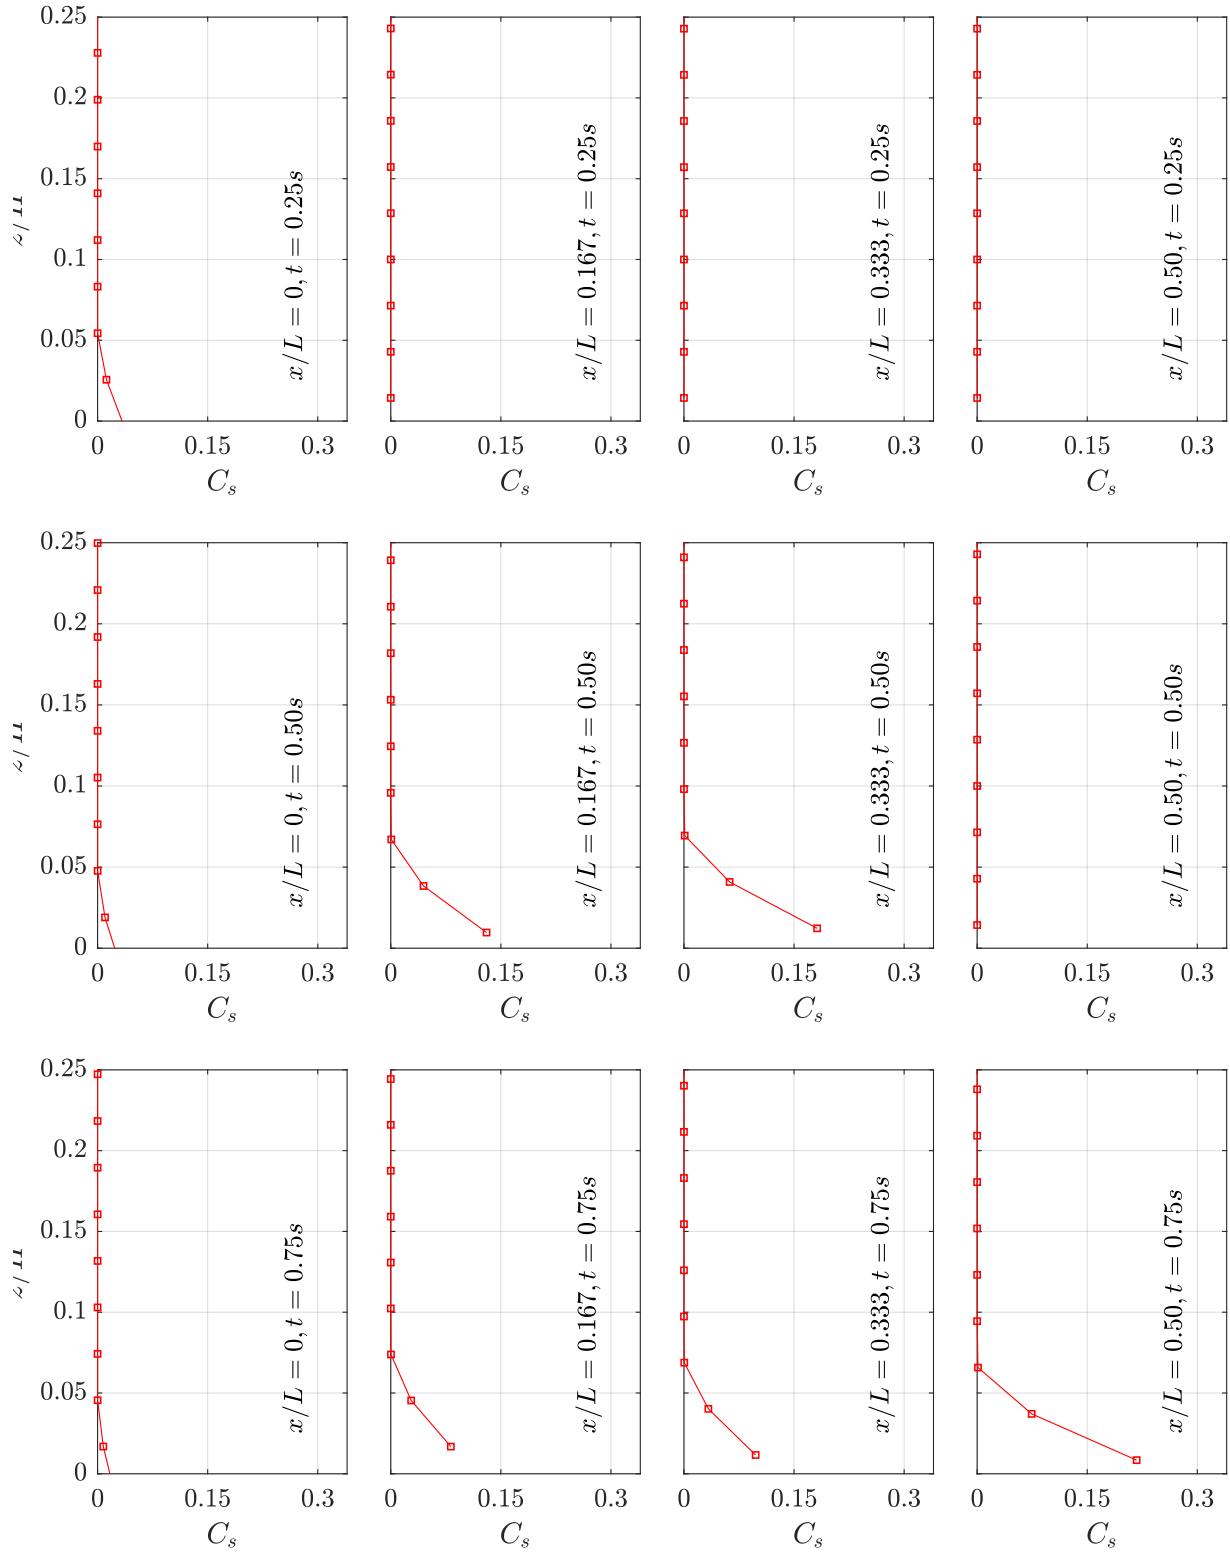 0.25
0.2
0.15
0.1
0.05
0
0 0.15 0.3
C_s
x/L = 0, t = 0.25s
0 0.15 0.3
C_s
x/L = 0.167, t = 0.25s
0 0.15 0.3
C_s
x/L = 0.333, t = 0.25s
0 0.15 0.3
C_s
x/L = 0.50, t = 0.25s
0.25
0.2
0.15
0.1
0.05
0
0 0.15 0.3
C_s
x/L = 0, t = 0.50s
0 0.15 0.3
C_s
x/L = 0.167, t = 0.50s
0 0.15 0.3
C_s
x/L = 0.333, t = 0.50s
0 0.15 0.3
C_s
x/L = 0.50, t = 0.50s
0.25
0.2
0.15
0.1
0.05
0
0 0.15 0.3
C_s
x/L = 0, t = 0.75s
0 0.15 0.3
C_s
x/L = 0.167, t = 0.75s
0 0.15 0.3
C_s
x/L = 0.333, t = 0.75s
0 0.15 0.3
C_s
x/L = 0.50, t = 0.75s